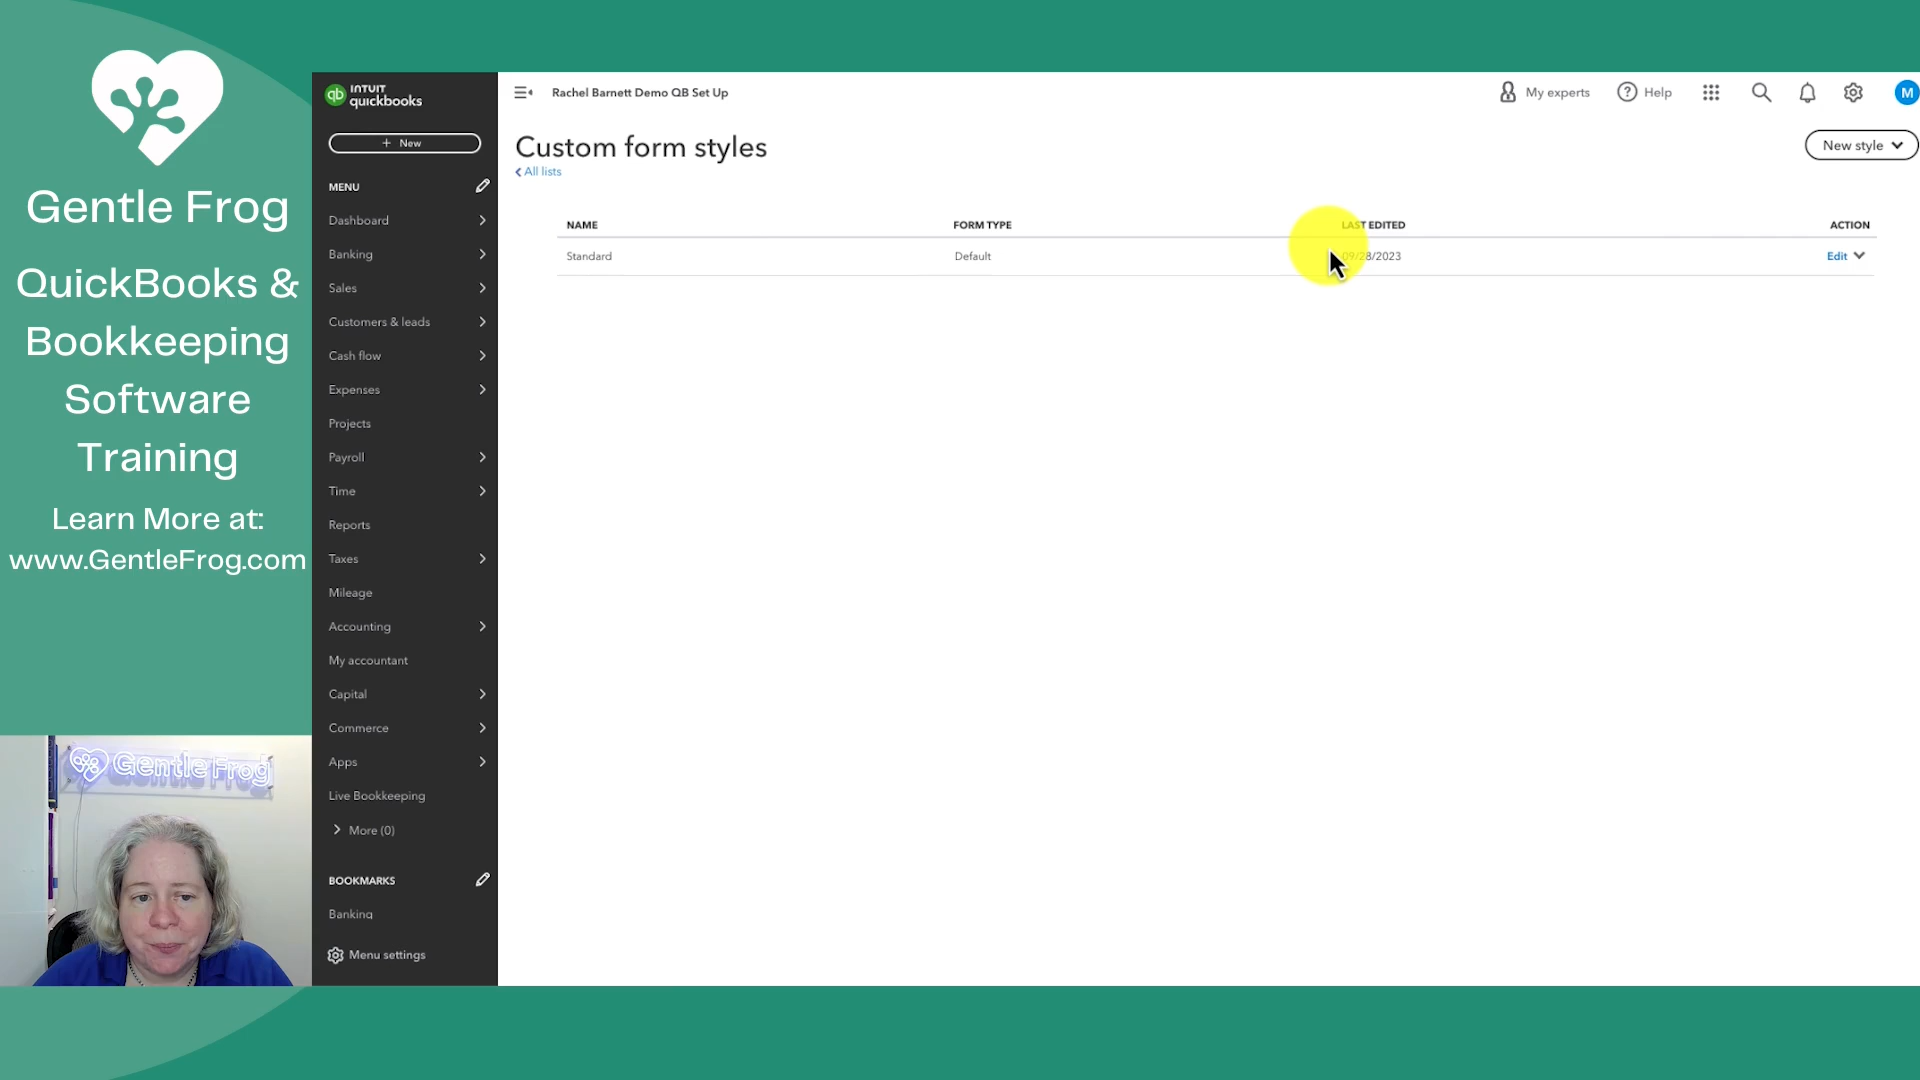 Gentle Frog
QuickBooks &
Bookkeeping
Software
Training
Learn More at:
www.GentleFrog.com
Gentle Frog
qb INTUIT
quickbooks
+ New
MENU
Dashboard
Banking
Sales
Customers & leads
Cash flow
Expenses
Projects
Payroll
Time
Reports
Taxes
Mileage
Accounting
My accountant
Capital
Commerce
Apps
Live Bookkeeping
More (0)
BOOKMARKS
Banking
Menu settings
Rachel Barnett Demo QB Set Up
My experts
? Help
M
Custom form styles
All lists
New style
NAME FORM TYPE LAST EDITED ACTION
Standard Default 09/28/2023 Edit